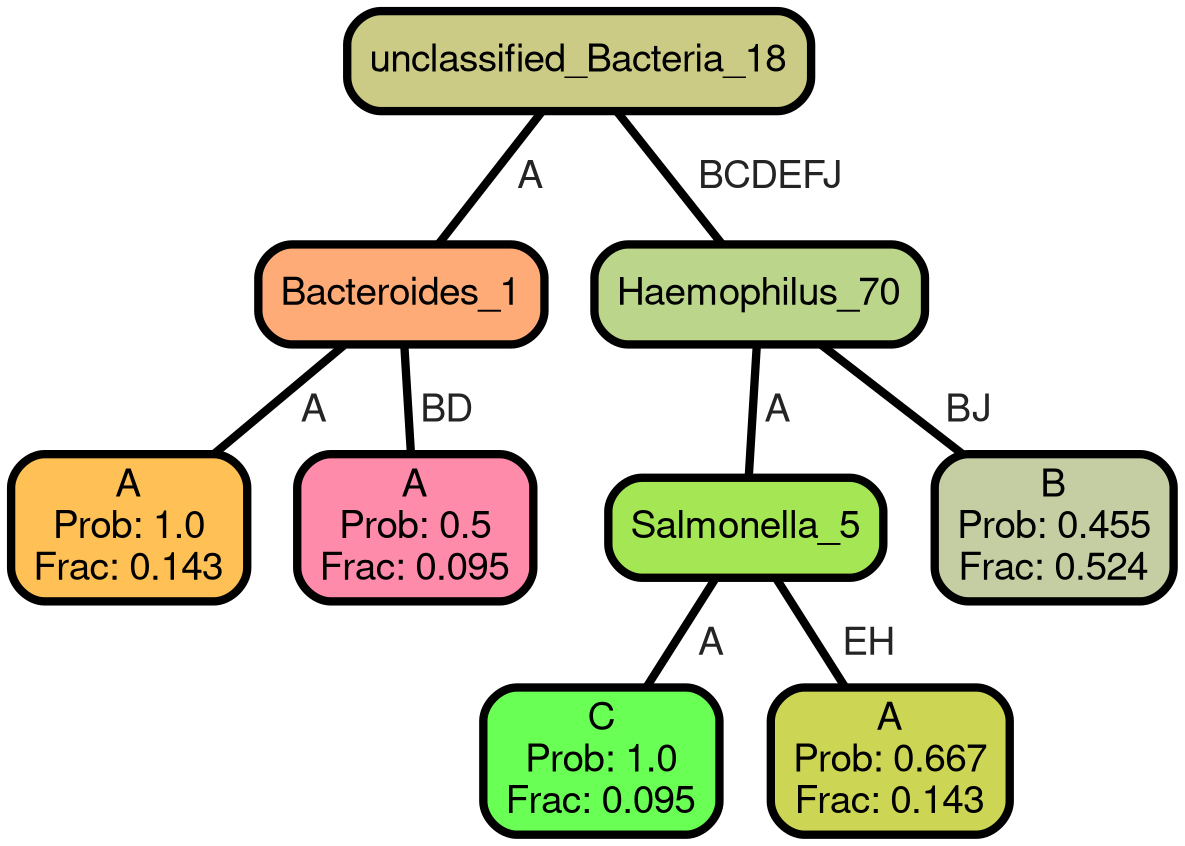 unclassified_Bacteria_18
A
BCDEFJ
Bacteroides_1
Haemophilus_70
A
BD
A
BJ
A
Prob: 1.0
Frac: 0.143
A
Prob: 0.5
Frac: 0.095
Salmonella_5
B
Prob: 0.455
Frac: 0.524
A
EH
C
Prob: 1.0
Frac: 0.095
A
Prob: 0.667
Frac: 0.143